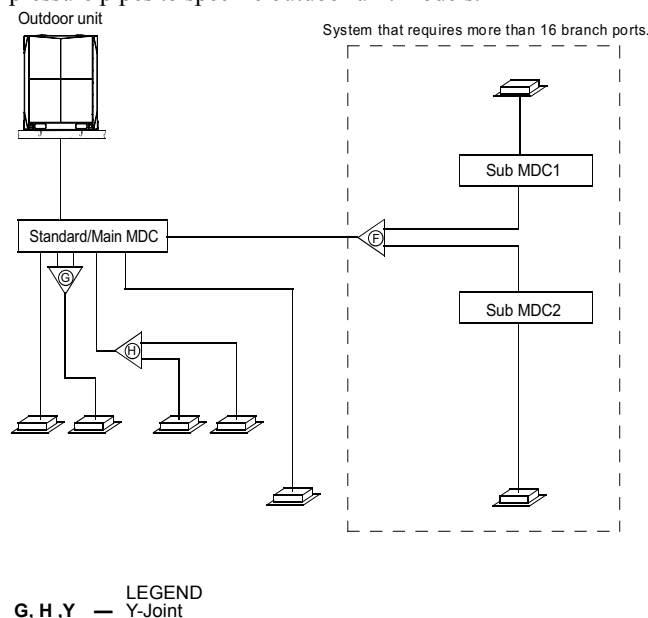 Outdoor unit
System that requires more than 16 branch ports.
Sub MDC1
Standard/Main MDC
F
G
Sub MDC2
H
LEGEND
G, H ,Y — Y-Joint